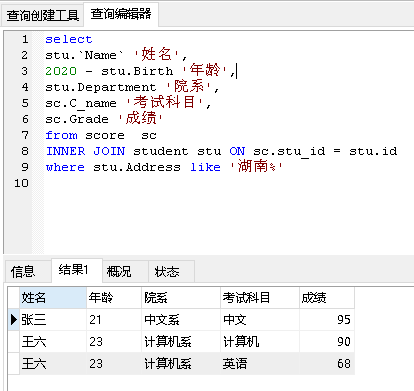 查询创建工具 查询编辑器
1 select
2 stu.`Name` '姓名',
3 2020 - stu.Birth '年龄',
4 stu.Department '院系',
5 sc.C_name '考试科目',
6 sc.Grade '成绩'
7 from score  sc
8 INNER JOIN student stu ON sc.stu_id = stu.id
9 where stu.Address like '湖南%'
10
信息 结果1 概况 状态
姓名 年龄 院系 考试科目 成绩
张三 21 中文系 中文 95
王六 23 计算机系 计算机 90
王六 23 计算机系 英语 68